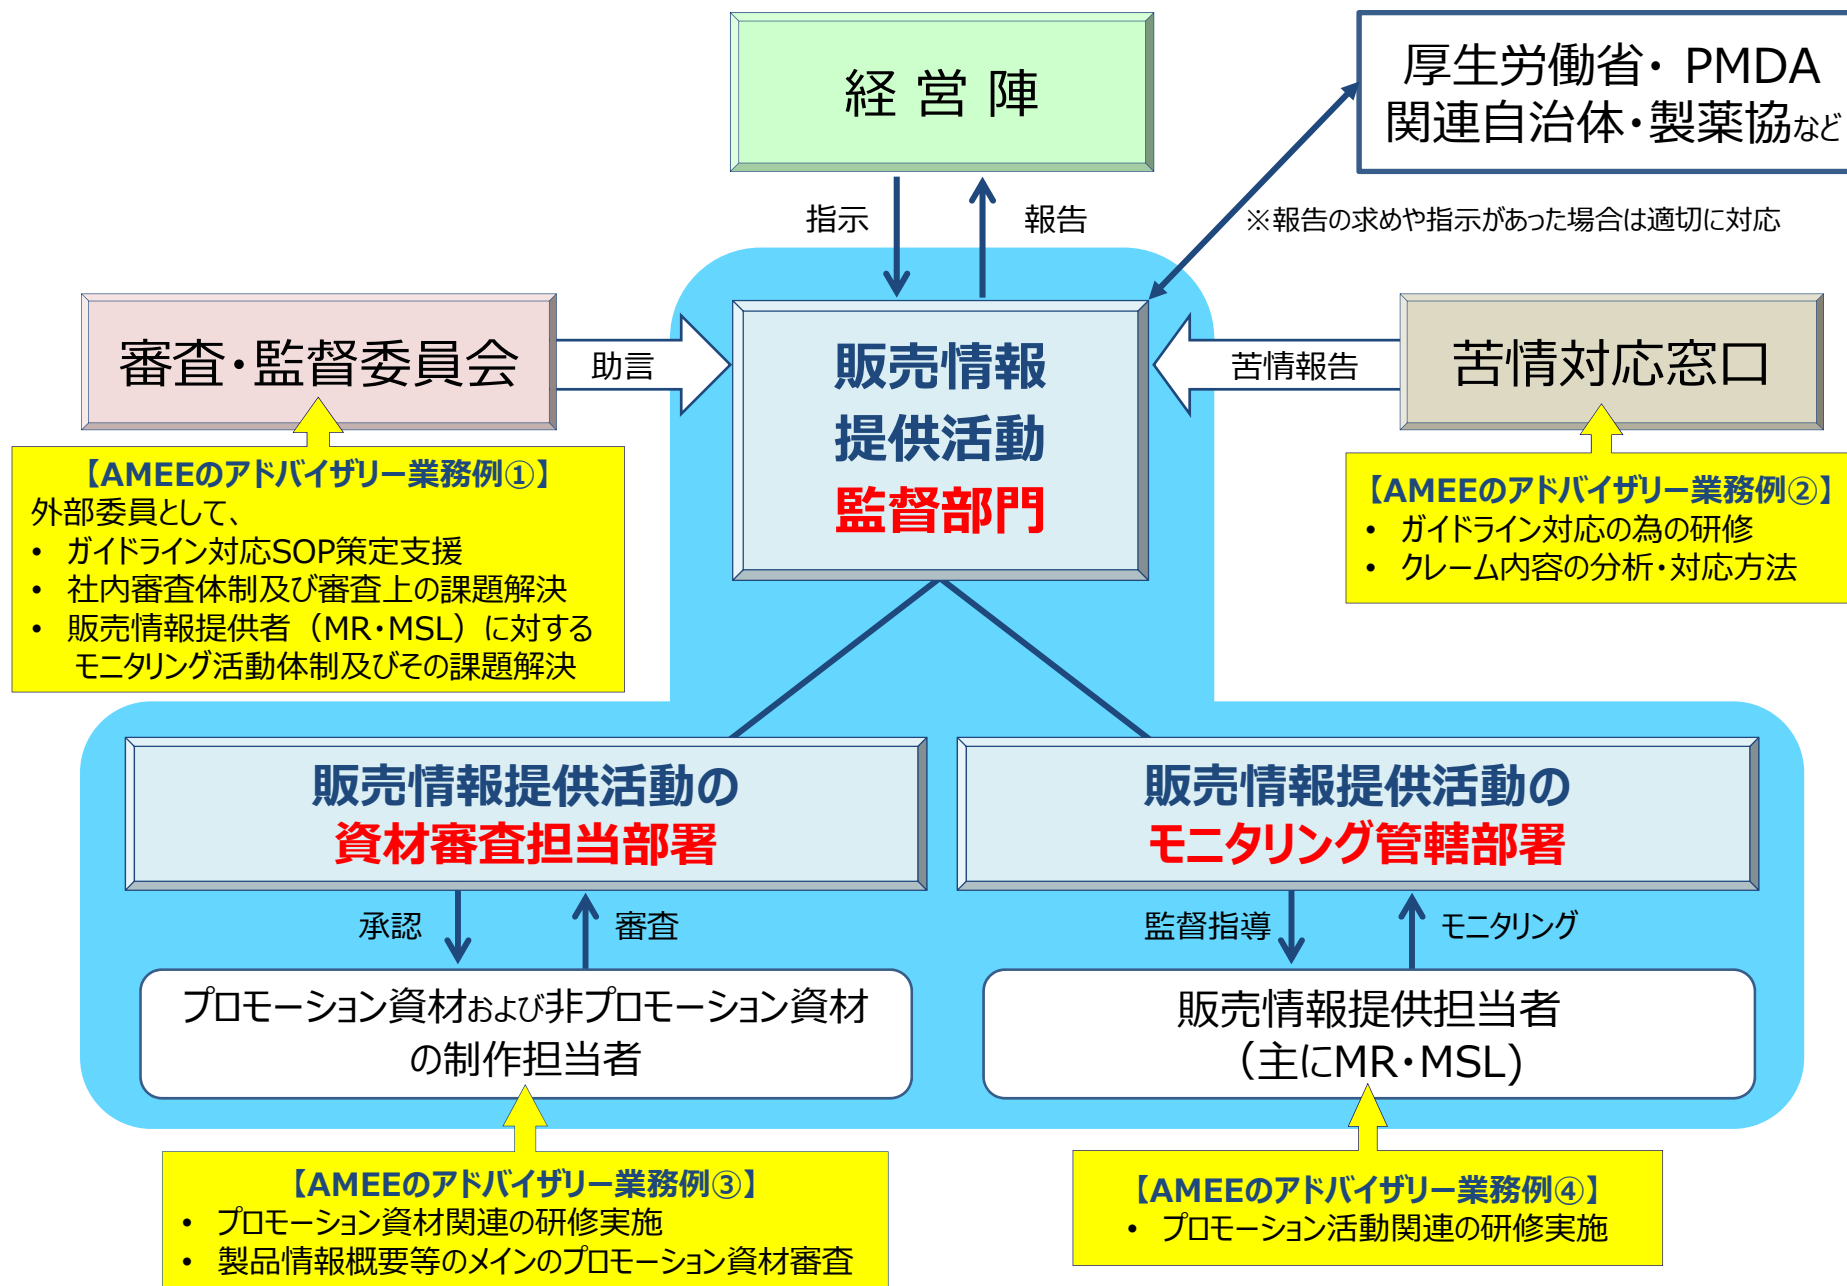 経営陣
厚生労働省・ PMDA
関連自治体・製薬協など
指示
報告
※報告の求めや指示があった場合は適切に対応
審査・監督委員会
助言
販売情報
提供活動
監督部門
苦情報告
苦情対応窓口
【AMEEのアドバイザリー業務例①】
外部委員として、
• ガイドライン対応SOP策定支援
• 社内審査体制及び審査上の課題解決
• 販売情報提供者（MR・MSL）に対する
モニタリング活動体制及びその課題解決
【AMEEのアドバイザリー業務例②】
• ガイドライン対応の為の研修
• クレーム内容の分析・対応方法
販売情報提供活動の
資材審査担当部署
販売情報提供活動の
モニタリング管轄部署
承認
審査
監督指導
モニタリング
プロモーション資材および非プロモーション資材
の制作担当者
販売情報提供担当者
（主にMR・MSL)
【AMEEのアドバイザリー業務例③】
• プロモーション資材関連の研修実施
• 製品情報概要等のメインのプロモーション資材審査
【AMEEのアドバイザリー業務例④】
• プロモーション活動関連の研修実施